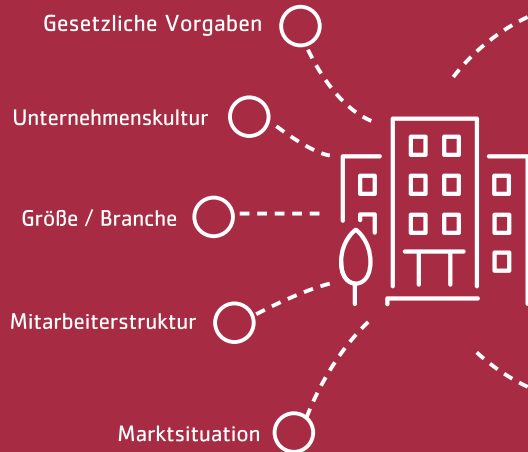 Gesetzliche Vorgaben
Unternehmenskultur
Größe / Branche
Mitarbeiterstruktur
Marktsituation